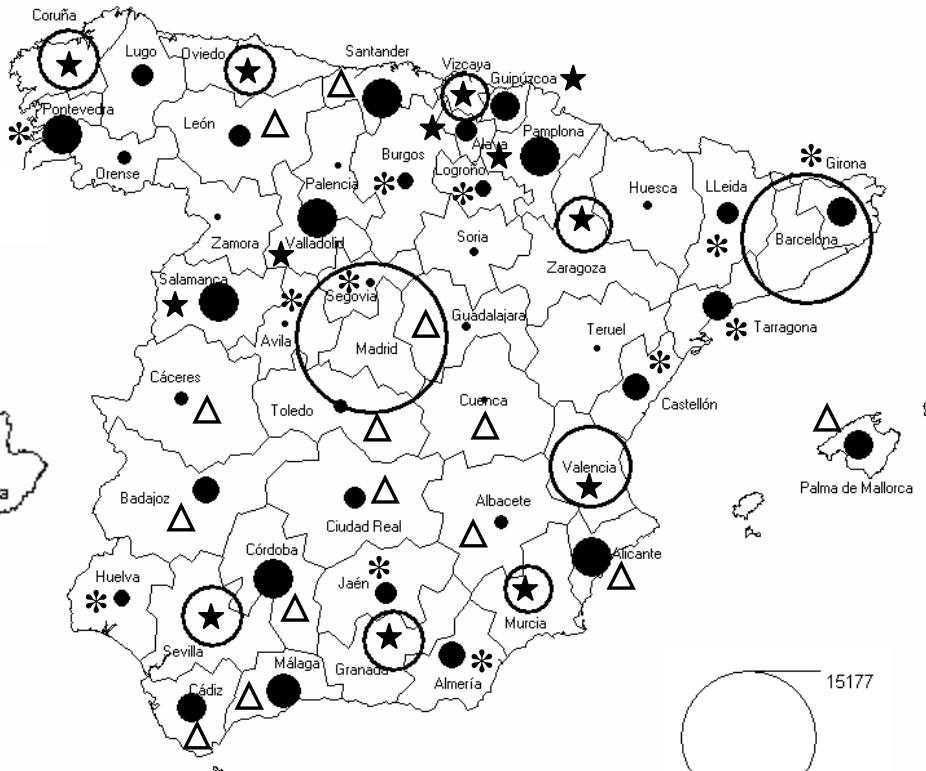 Coruña
Lugo
Oviedo
Santander
Vizcaya
Guipúzcoa
Pontevedra
León
Orense
Burgos
Alava
Pamplona
Logroño
Girona
Palencia
Huesca
LLeida
Zamora
Valladolid
Soria
Barcelona
Zaragoza
Salamanca
Segovia
Avila
Guadalajara
Madrid
Teruel
Tarragona
Cáceres
Toledo
Cuenca
Castellón
Valencia
Palma de Mallorca
Badajoz
Ciudad Real
Albacete
Córdoba
Alicante
Huelva
Jaén
Murcia
Sevilla
Granada
Almería
Málaga
Cádiz
15177